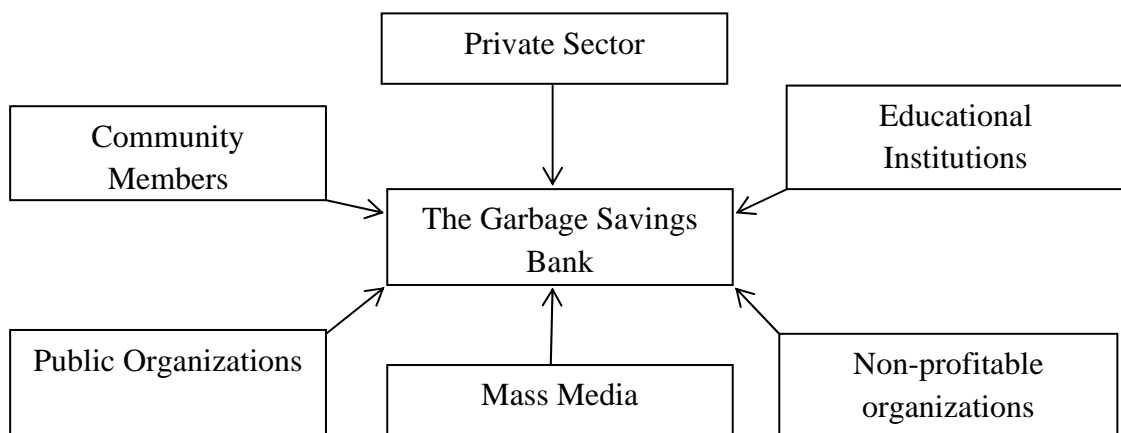 Private Sector
Community
Members
Educational
Institutions
The Garbage Savings
Bank
Public Organizations
Mass Media
Non-profitable
organizations